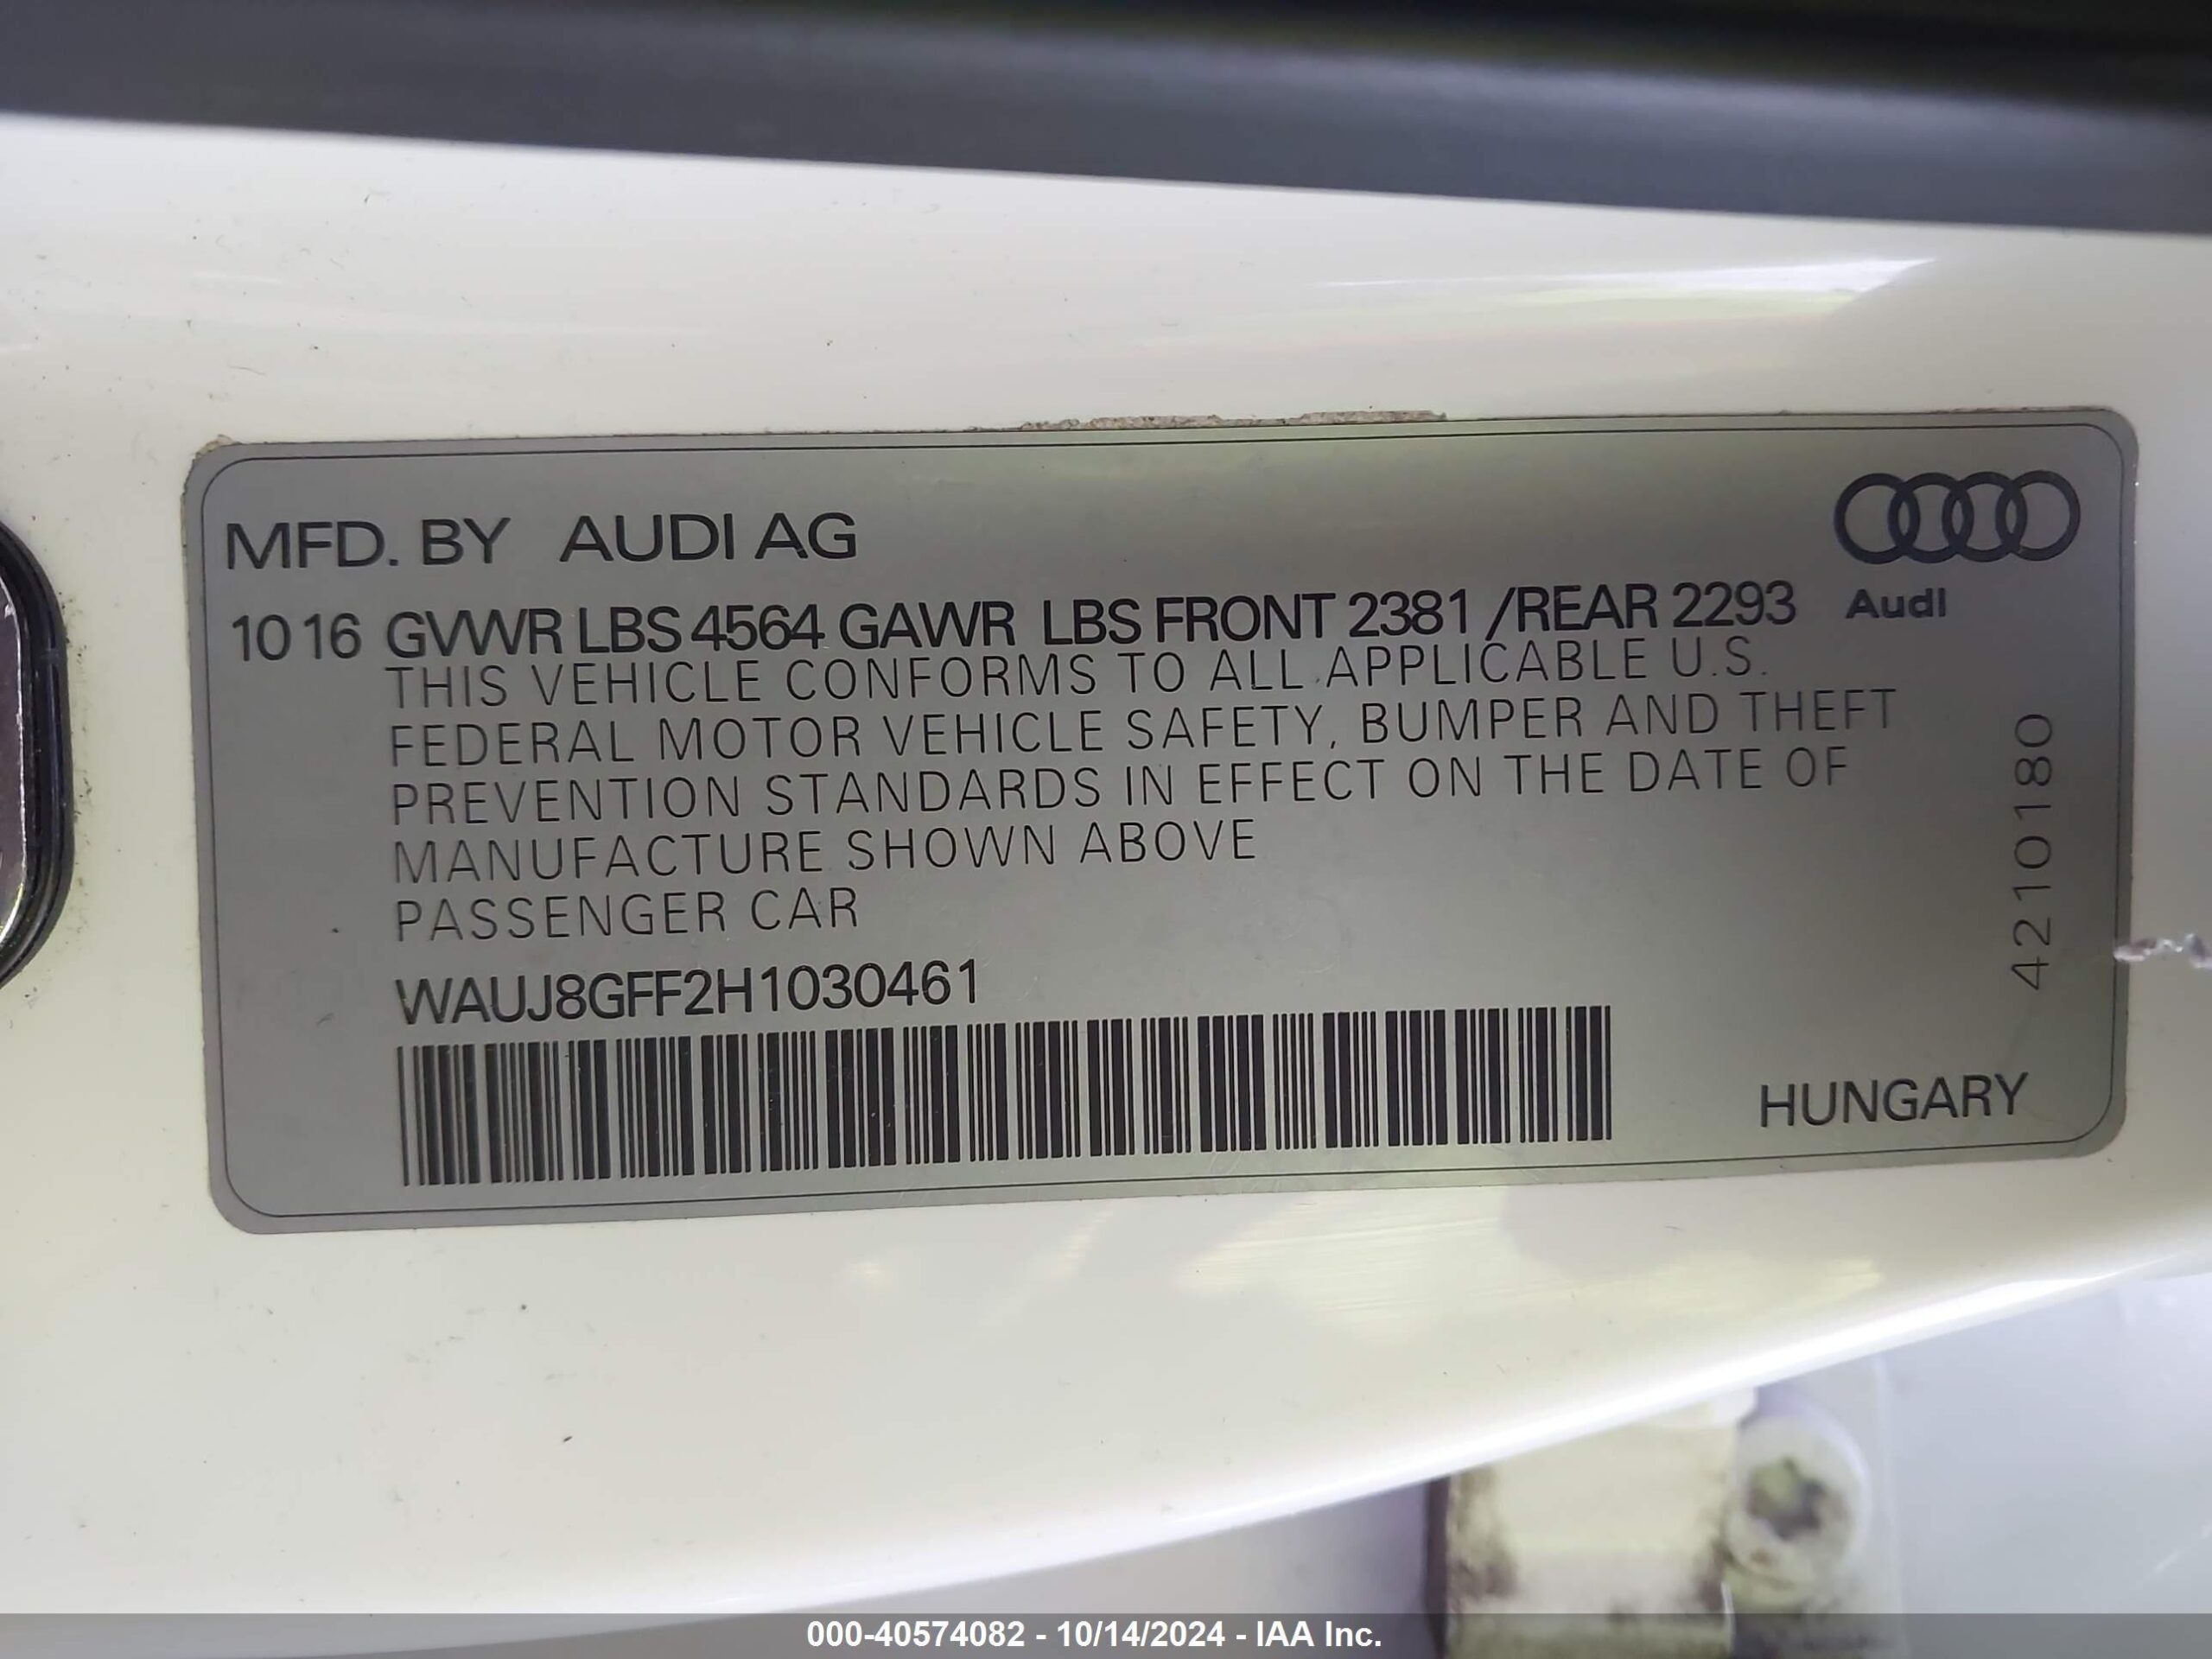 MFD. BY AUDI AG
1016 GVWR LBS 4564 GAWR LBS FRONT 2381 /REAR 2293
Audi
THIS VEHICLE CONFORMS TO ALL APPLICABLE U.S.
FEDERAL MOTOR VEHICLE SAFETY, BUMPER AND THEFT
PREVENTION STANDARDS IN EFFECT ON THE DATE OF
MANUFACTURE SHOWN ABOVE
PASSENGER CAR
WAUJ8GFF2H1030461
4210180
HUNGARY
000-40574082 - 10/14/2024 - IAA Inc.